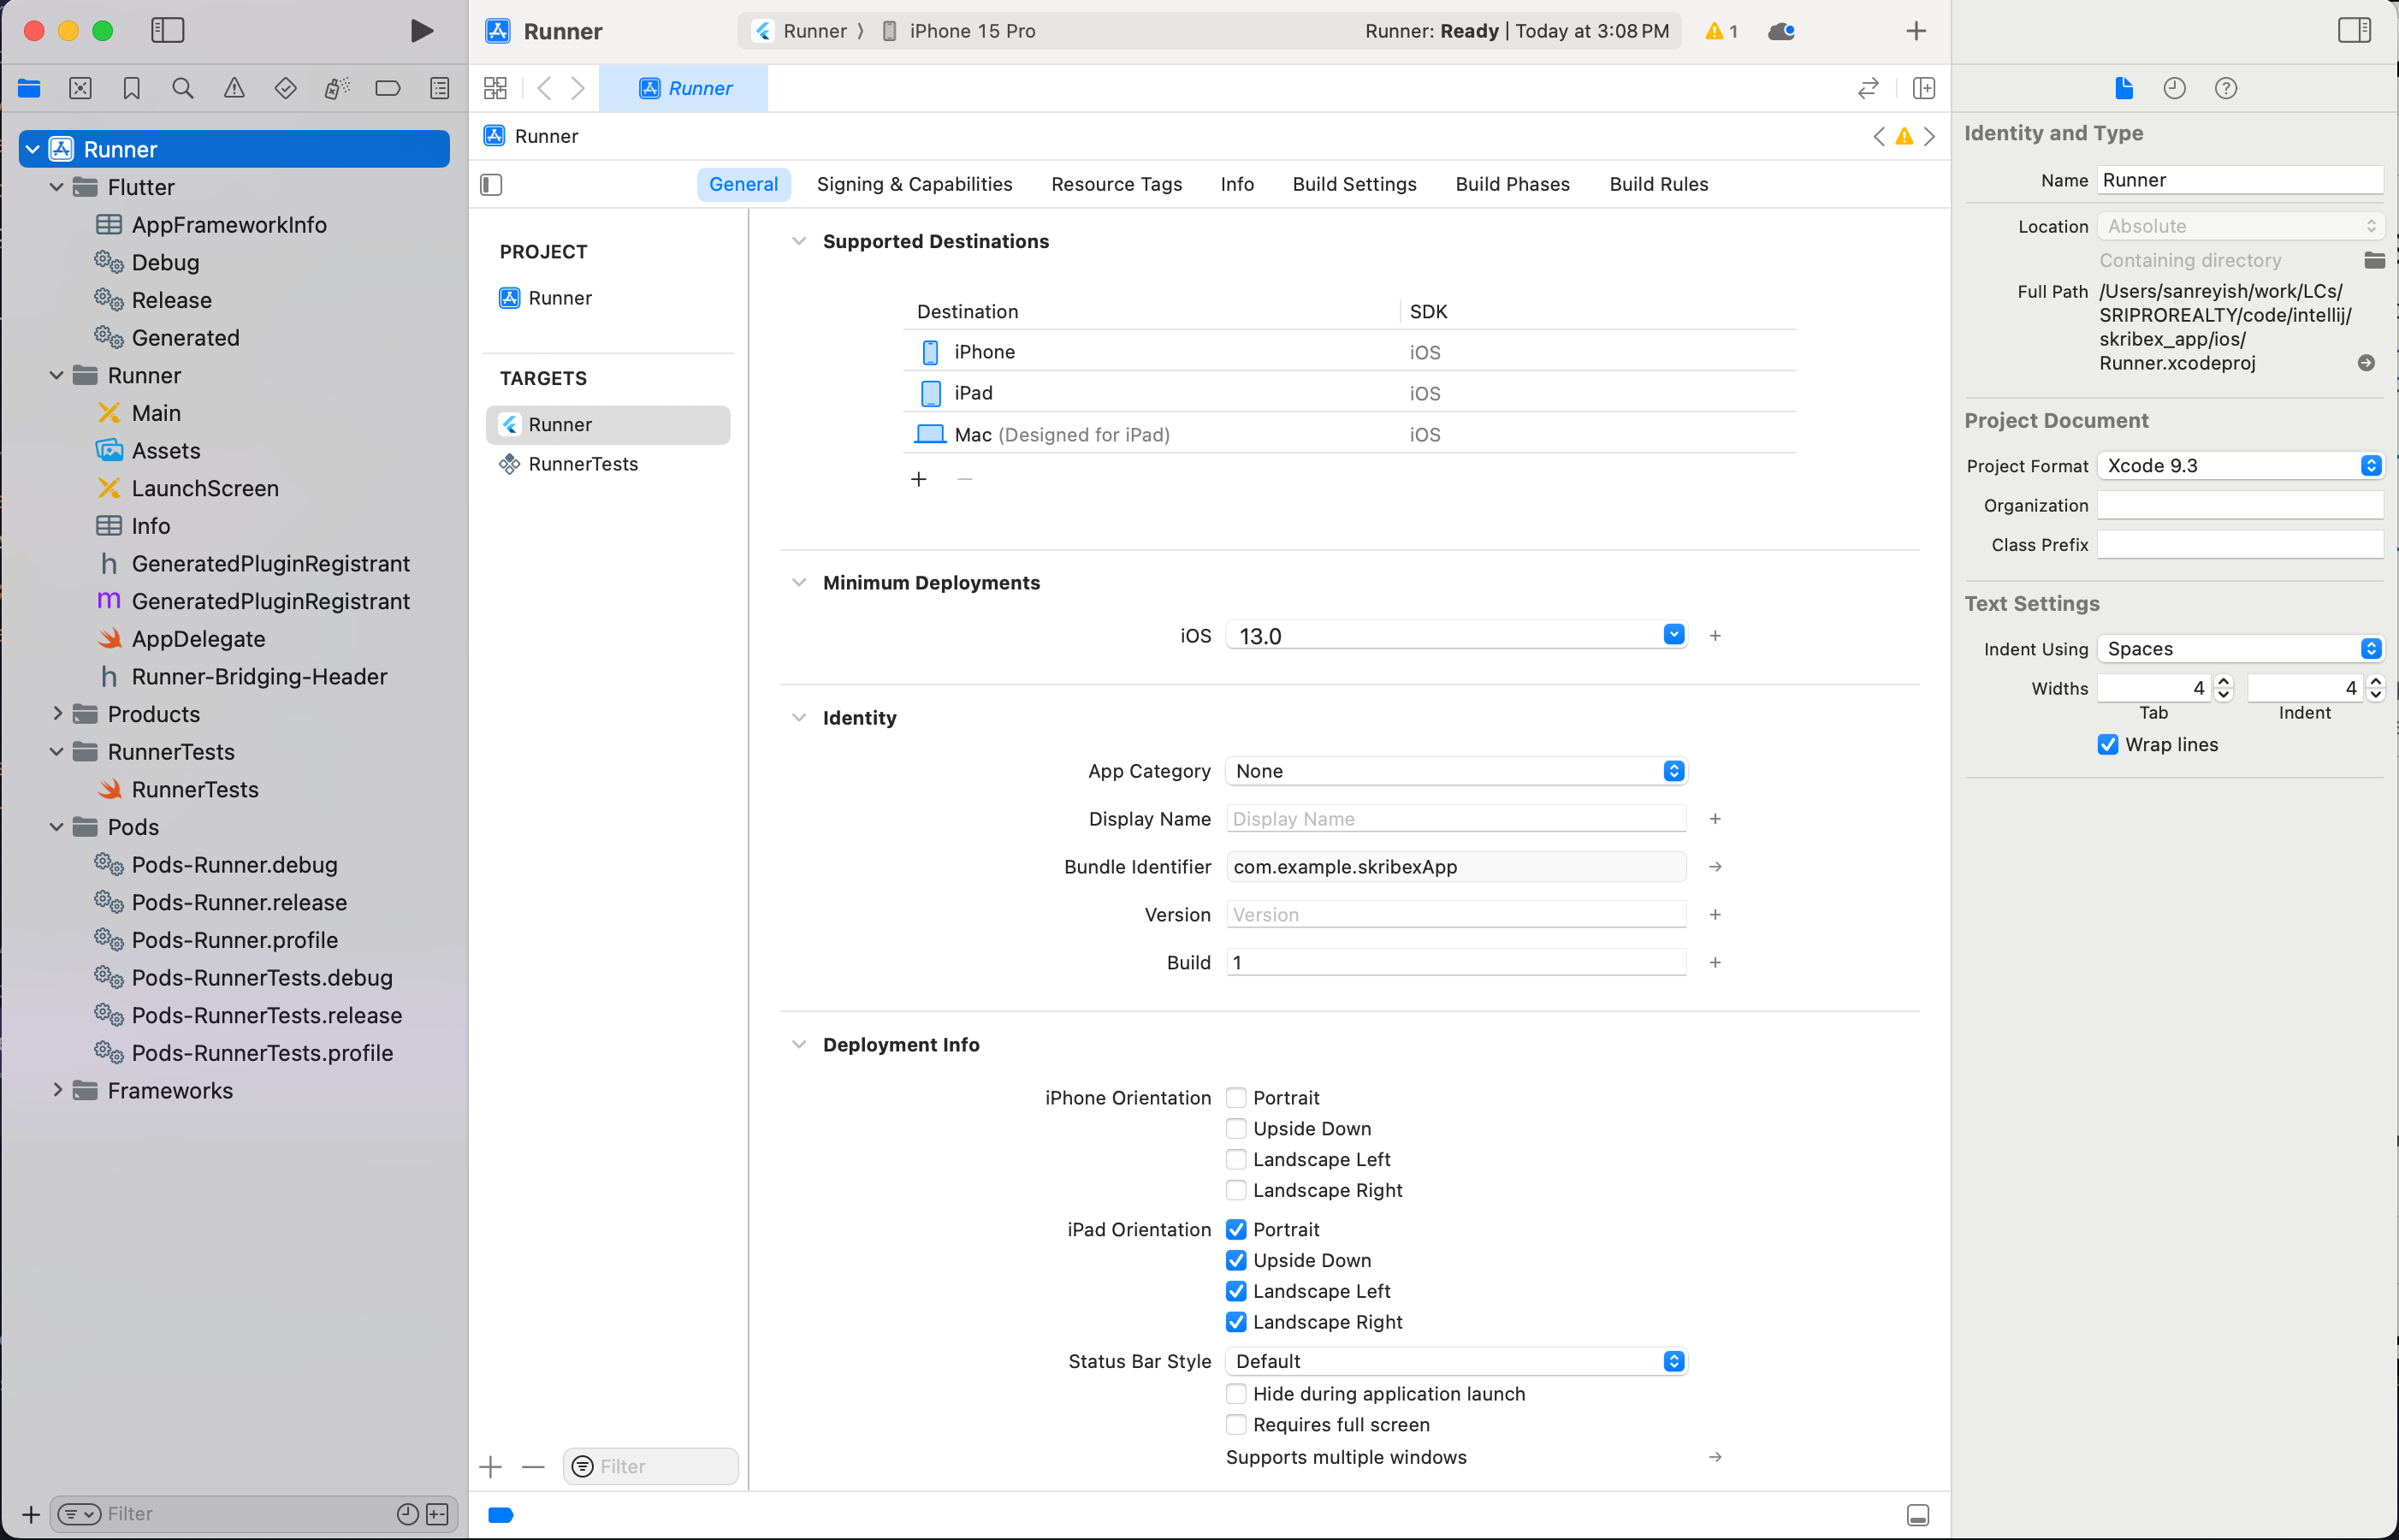 Runner
Runner 〉 iPhone 15 Pro
Runner: Ready | Today at 3:08 PM
1
Runner
Flutter
AppFrameworkInfo
Debug
Release
Generated
Runner
Main
Assets
LaunchScreen
Info
GeneratedPluginRegistrant
GeneratedPluginRegistrant
AppDelegate
Runner-Bridging-Header
Products
RunnerTests
RunnerTests
Pods
Pods-Runner.debug
Pods-Runner.release
Pods-Runner.profile
Pods-RunnerTests.debug
Pods-RunnerTests.release
Pods-RunnerTests.profile
Frameworks
Filter
Runner
Runner
General Signing & Capabilities Resource Tags Info Build Settings Build Phases Build Rules
PROJECT
Runner
TARGETS
Runner
RunnerTests
Filter
Supported Destinations
Destination SDK
iPhone iOS
iPad iOS
Mac (Designed for iPad) iOS
Minimum Deployments
iOS 13.0
Identity
App Category None
Display Name Display Name
Bundle Identifier com.example.skribexApp
Version Version
Build 1
Deployment Info
iPhone Orientation Portrait
Upside Down
Landscape Left
Landscape Right
iPad Orientation Portrait
Upside Down
Landscape Left
Landscape Right
Status Bar Style Default
Hide during application launch
Requires full screen
Supports multiple windows
Identity and Type
Name Runner
Location Absolute
Containing directory
Full Path /Users/sanreyish/work/LCs/
SRIPROREALTY/code/intellij/
skribex_app/ios/
Runner.xcodeproj
Project Document
Project Format Xcode 9.3
Organization
Class Prefix
Text Settings
Indent Using Spaces
Widths 4 4
Tab Indent
Wrap lines